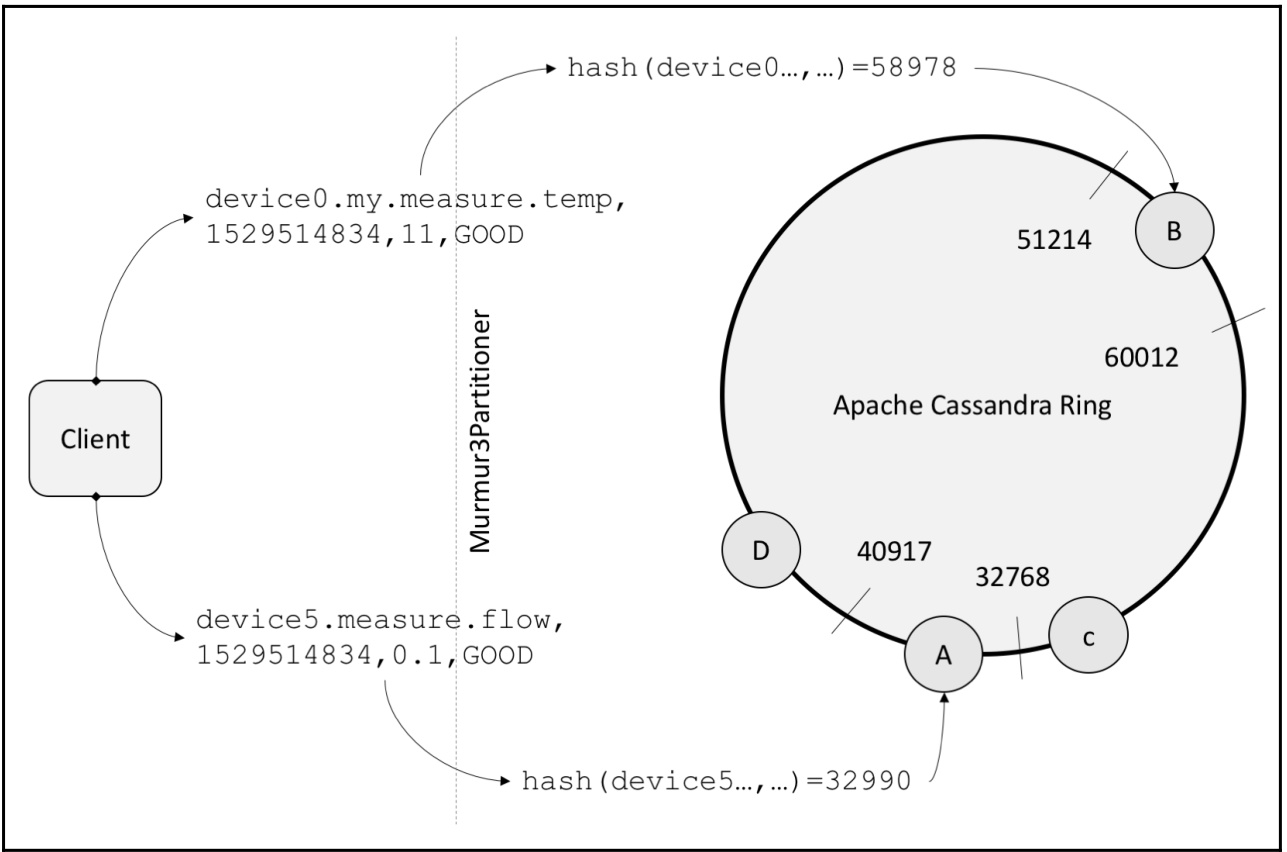 hash(device0…,…)=58978
device0.my.measure.temp,
1529514834,11,GOOD
51214
B
Murmur3Partitioner
60012
Apache Cassandra Ring
Client
D
40917
32768
A
c
device5.measure.flow,
1529514834,0.1,GOOD
hash(device5…,…)=32990